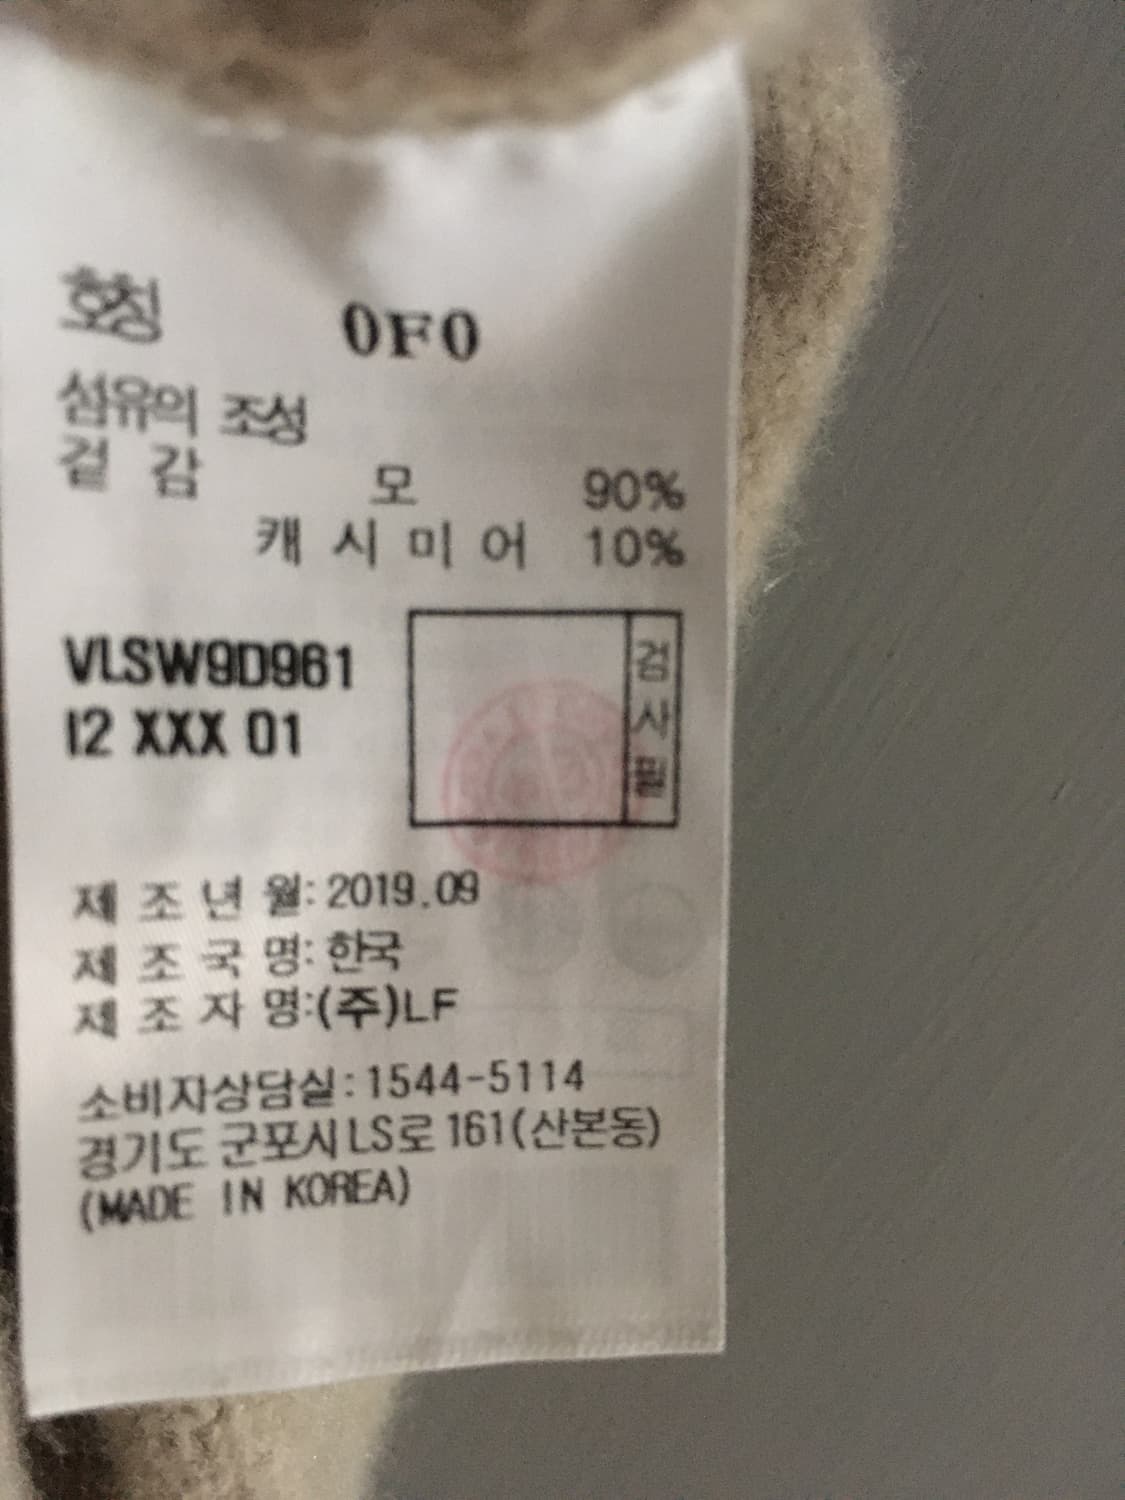 호칭 0F0
섬유의 조성
겉 감 모 90%
캐 시 미 어 10%
VLSW9D961
I2 XXX 01
검
사
필
제 조 년 월: 2019.09
제 조 국 명: 한국
제 조 자 명:(주)LF
소비자상담실:1544-5114
경기도 군포시 LS로 161(산본동)
(MADE IN KOREA)